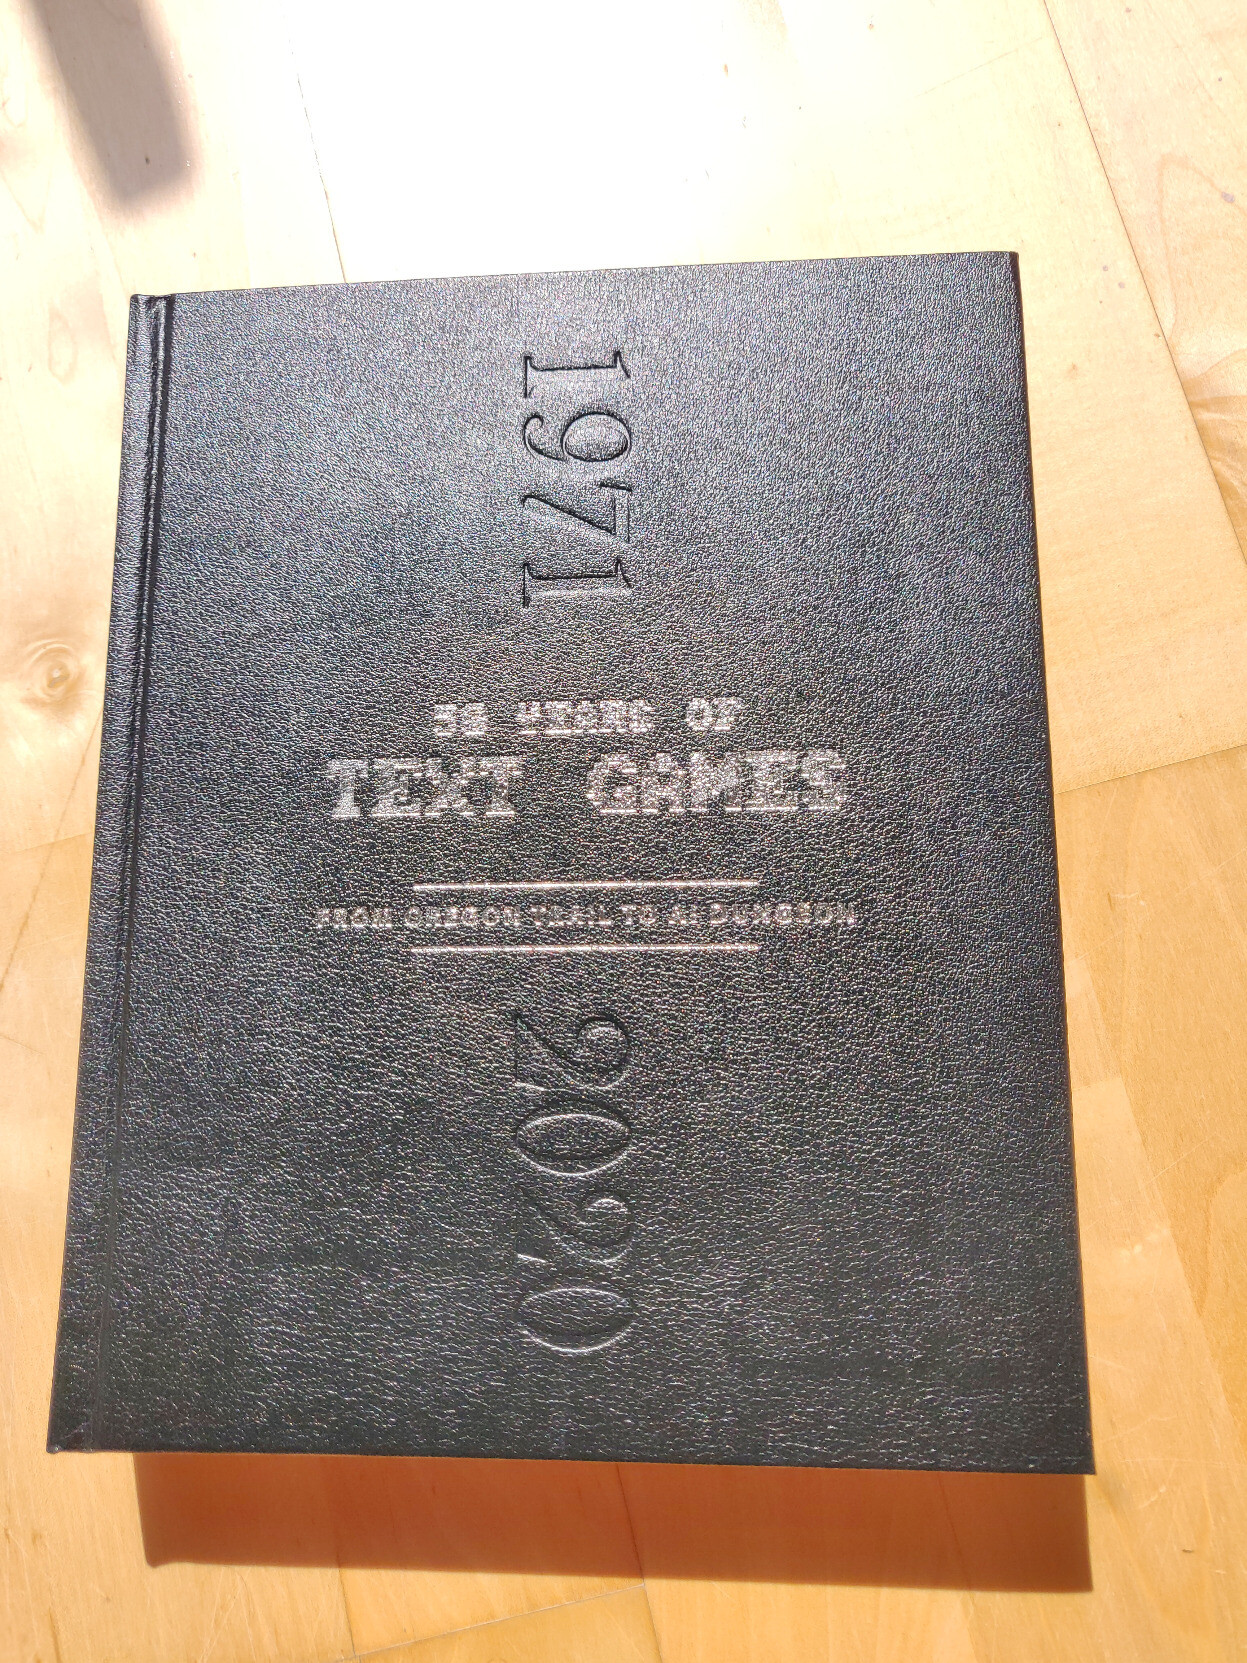 1971
50 YEARS OF
TEXT GAMES
FROM OREGON TRAIL TO AI DUNGEON
2020